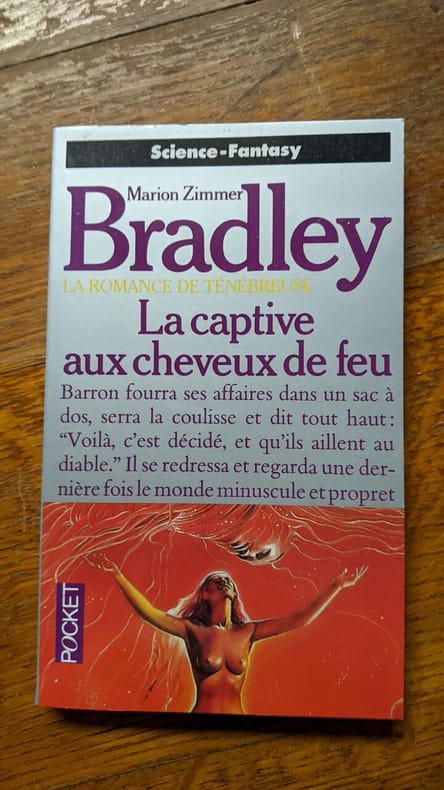 Science-Fantasy
Marion Zimmer
Bradley
LA ROMANCE DE TÉNÉBREUSE
La captive
aux cheveux de feu
Barron fourra ses affaires dans un sac à
dos, serra la coulisse et dit tout haut :
“Voilà, c'est décidé, et qu'ils aillent au
diable.” Il se redressa et regarda une der-
nière fois le monde minuscule et propret
POCKET